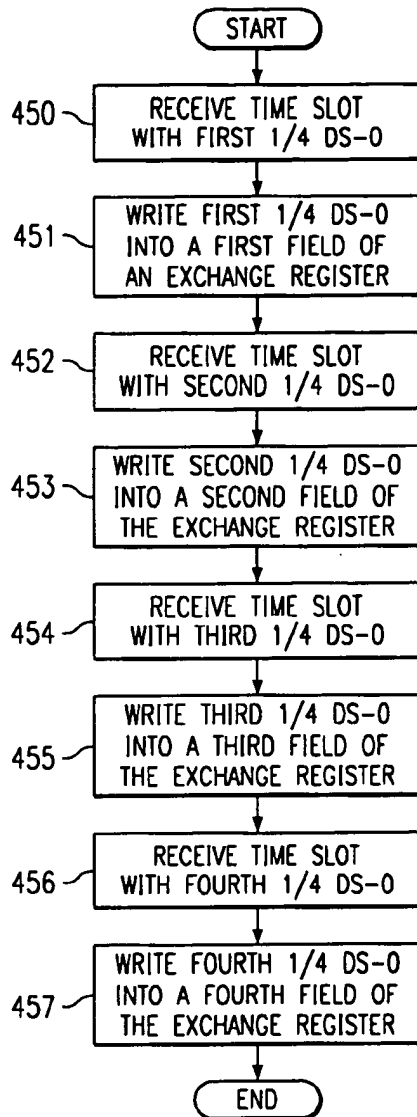 START
450
RECEIVE TIME SLOT
WITH FIRST 1/4 DS-0
451
WRITE FIRST 1/4 DS-0
INTO A FIRST FIELD OF
AN EXCHANGE REGISTER
452
RECEIVE TIME SLOT
WITH SECOND 1/4 DS-0
453
WRITE SECOND 1/4 DS-0
INTO A SECOND FIELD OF
THE EXCHANGE REGISTER
454
RECEIVE TIME SLOT
WITH THIRD 1/4 DS-0
455
WRITE THIRD 1/4 DS-0
INTO A THIRD FIELD OF
THE EXCHANGE REGISTER
456
RECEIVE TIME SLOT
WITH FOURTH 1/4 DS-0
457
WRITE FOURTH 1/4 DS-0
INTO A FOURTH FIELD OF
THE EXCHANGE REGISTER
END